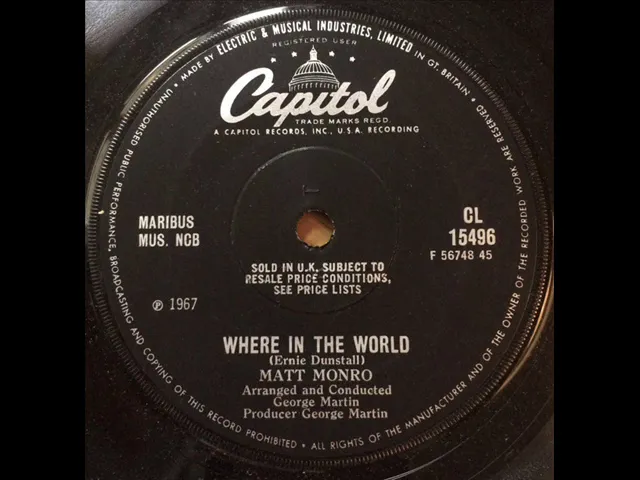 MADE BY ELECTRIC & MUSICAL INDUSTRIES, LIMITED IN GT. BRITAIN • ALL RIGHTS OF THE MANUFACTURER AND OF THE OWNER OF THE RECORDED WORK ARE RESERVED
UNAUTHORISED PUBLIC PERFORMANCE, BROADCASTING AND COPYING OF THIS RECORD PROHIBITED •
REGISTERED USER
Capitol
TRADE MARKS REGD.
A CAPITOL RECORDS, INC., U.S.A. RECORDING
MARIBUS
MUS. NCB
CL
15496
F 56748 45
SOLD IN U.K. SUBJECT TO
RESALE PRICE CONDITIONS,
SEE PRICE LISTS
℗ 1967
WHERE IN THE WORLD
(Ernie Dunstall)
MATT MONRO
Arranged and Conducted
George Martin
Producer George Martin